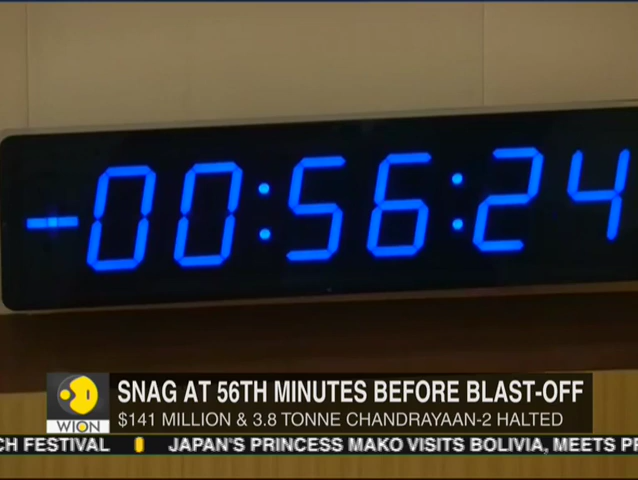 -00:56:24
SNAG AT 56TH MINUTES BEFORE BLAST-OFF
$141 MILLION & 3.8 TONNE CHANDRAYAAN-2 HALTED
WION
CH FESTIVAL JAPAN'S PRINCESS MAKO VISITS BOLIVIA, MEETS PR